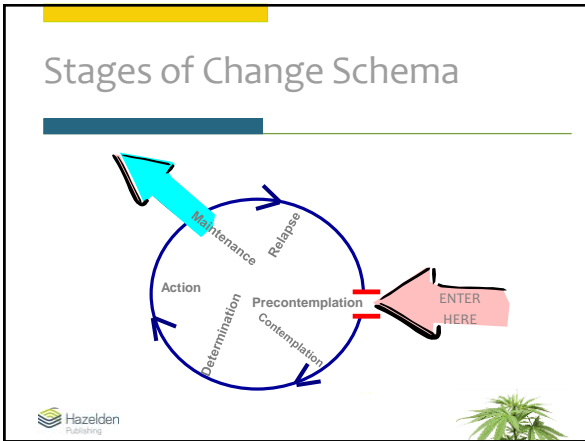 Stages of Change Schema
Maintenance
Relapse
Action
Precontemplation
ENTER
HERE
Determination
Contemplation
Hazelden
Publishing